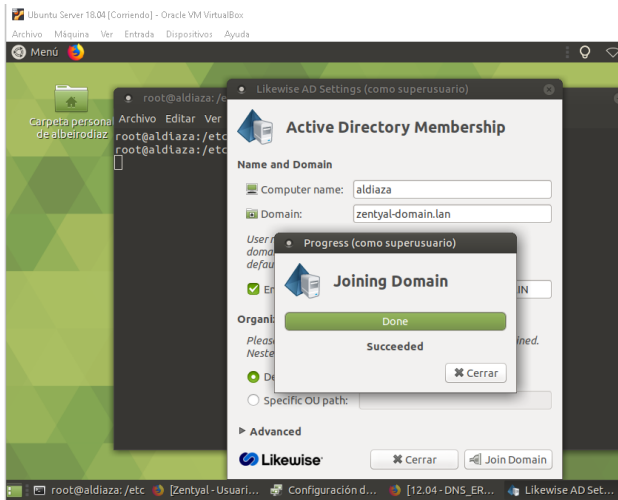 Ubuntu Server 18.04 [Corriendo] - Oracle VM VirtualBox
Archivo Máquina Ver Entrada Dispositivos Ayuda
Menú
Carpeta persona
de albeirodiaz
root@aldiaza: /e
Archivo Editar Ver
root@aldiaza:/etc
root@aldiaza:/etc
Likewise AD Settings (como superusuario)
Active Directory Membership
Name and Domain
Computer name: aldiaza
Domain: zentyal-domain.lan
User
doma
defau
En
IN
Progress (como superusuario)
Joining Domain
Done
Succeeded
Cerrar
Organi
Pleas
ined.
Neste
De
Specific OU path:
Advanced
Likewise
Cerrar
Join Domain
root@aldiaza: /etc
[Zentyal - Usuari...
Configuración d...
[12.04 - DNS_ER...
Likewise AD Set...